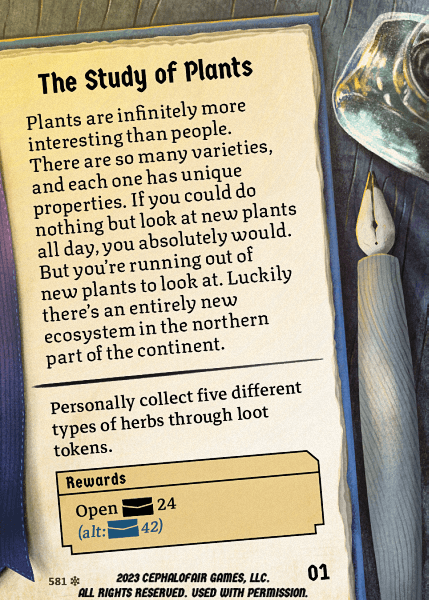 The Study of Plants
Plants are infinitely more
interesting than people.
There are so many varieties,
and each one has unique
properties. If you could do
nothing but look at new plants
all day, you absolutely would.
But you're running out of
new plants to look at. Luckily
there's an entirely new
ecosystem in the northern
part of the continent.
Personally collect five different
types of herbs through loot
tokens.
Rewards
Open 24
(alt: 42)
581 ✻
2023 CEPHALOFAIR GAMES, LLC.
ALL RIGHTS RESERVED. USED WITH PERMISSION.
01